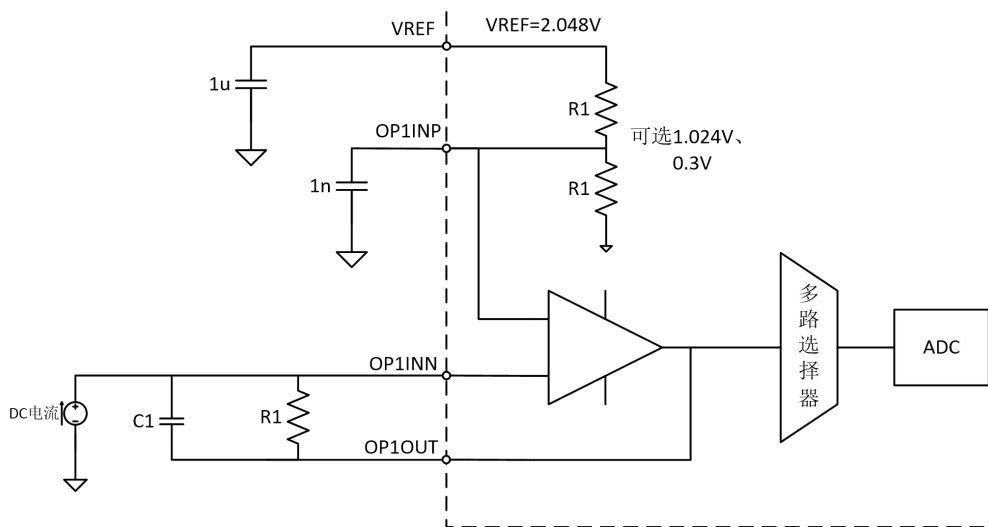 VREF
VREF=2.048V
1u
R1
OP1INP
可选1.024V、
0.3V
1n
R1
多路选择器
ADC
OP1INN
DC电流
C1
R1
OP1OUT